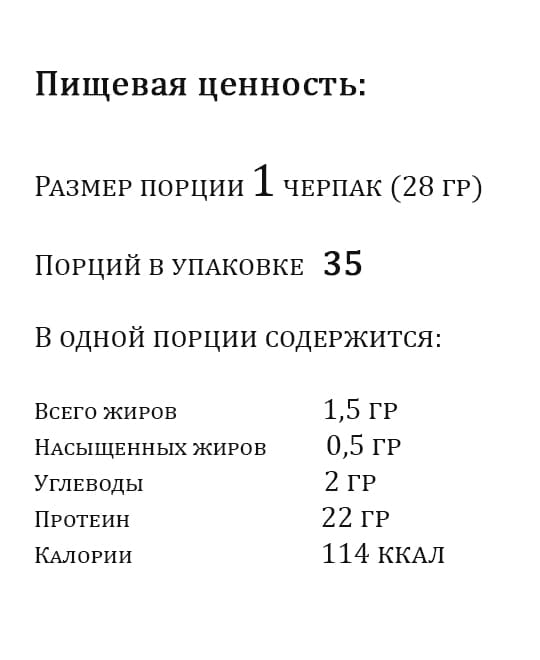 Пищевая ценность:
Размер порции 1 черпак (28 гр)
Порций в упаковке 35
В одной порции содержится:
Всего жиров 1,5 гр
Насыщенных жиров 0,5 гр
Углеводы 2 гр
Протеин 22 гр
Калории 114 ккал